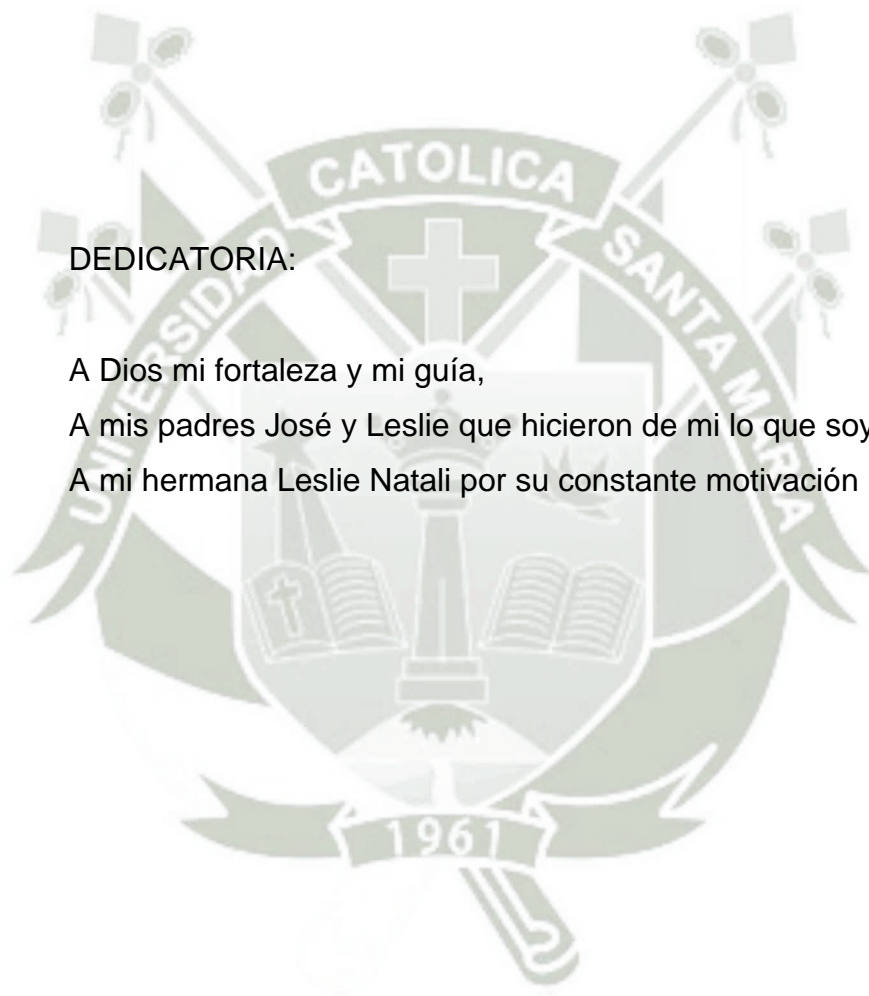 UNIVERSIDAD CATOLICA SANTA MARIA
DEDICATORIA:
A Dios mi fortaleza y mi guía,
A mis padres José y Leslie que hicieron de mi lo que soy
A mi hermana Leslie Natali por su constante motivación
1961